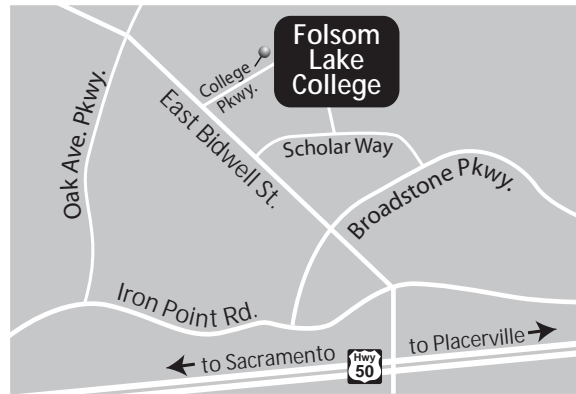 Folsom
Lake
College
College
Pkwy.
East Bidwell St.
Scholar Way
Oak Ave. Pkwy.
Broadstone Pkwy.
Iron Point Rd.
to Sacramento
Hwy
50
to Placerville